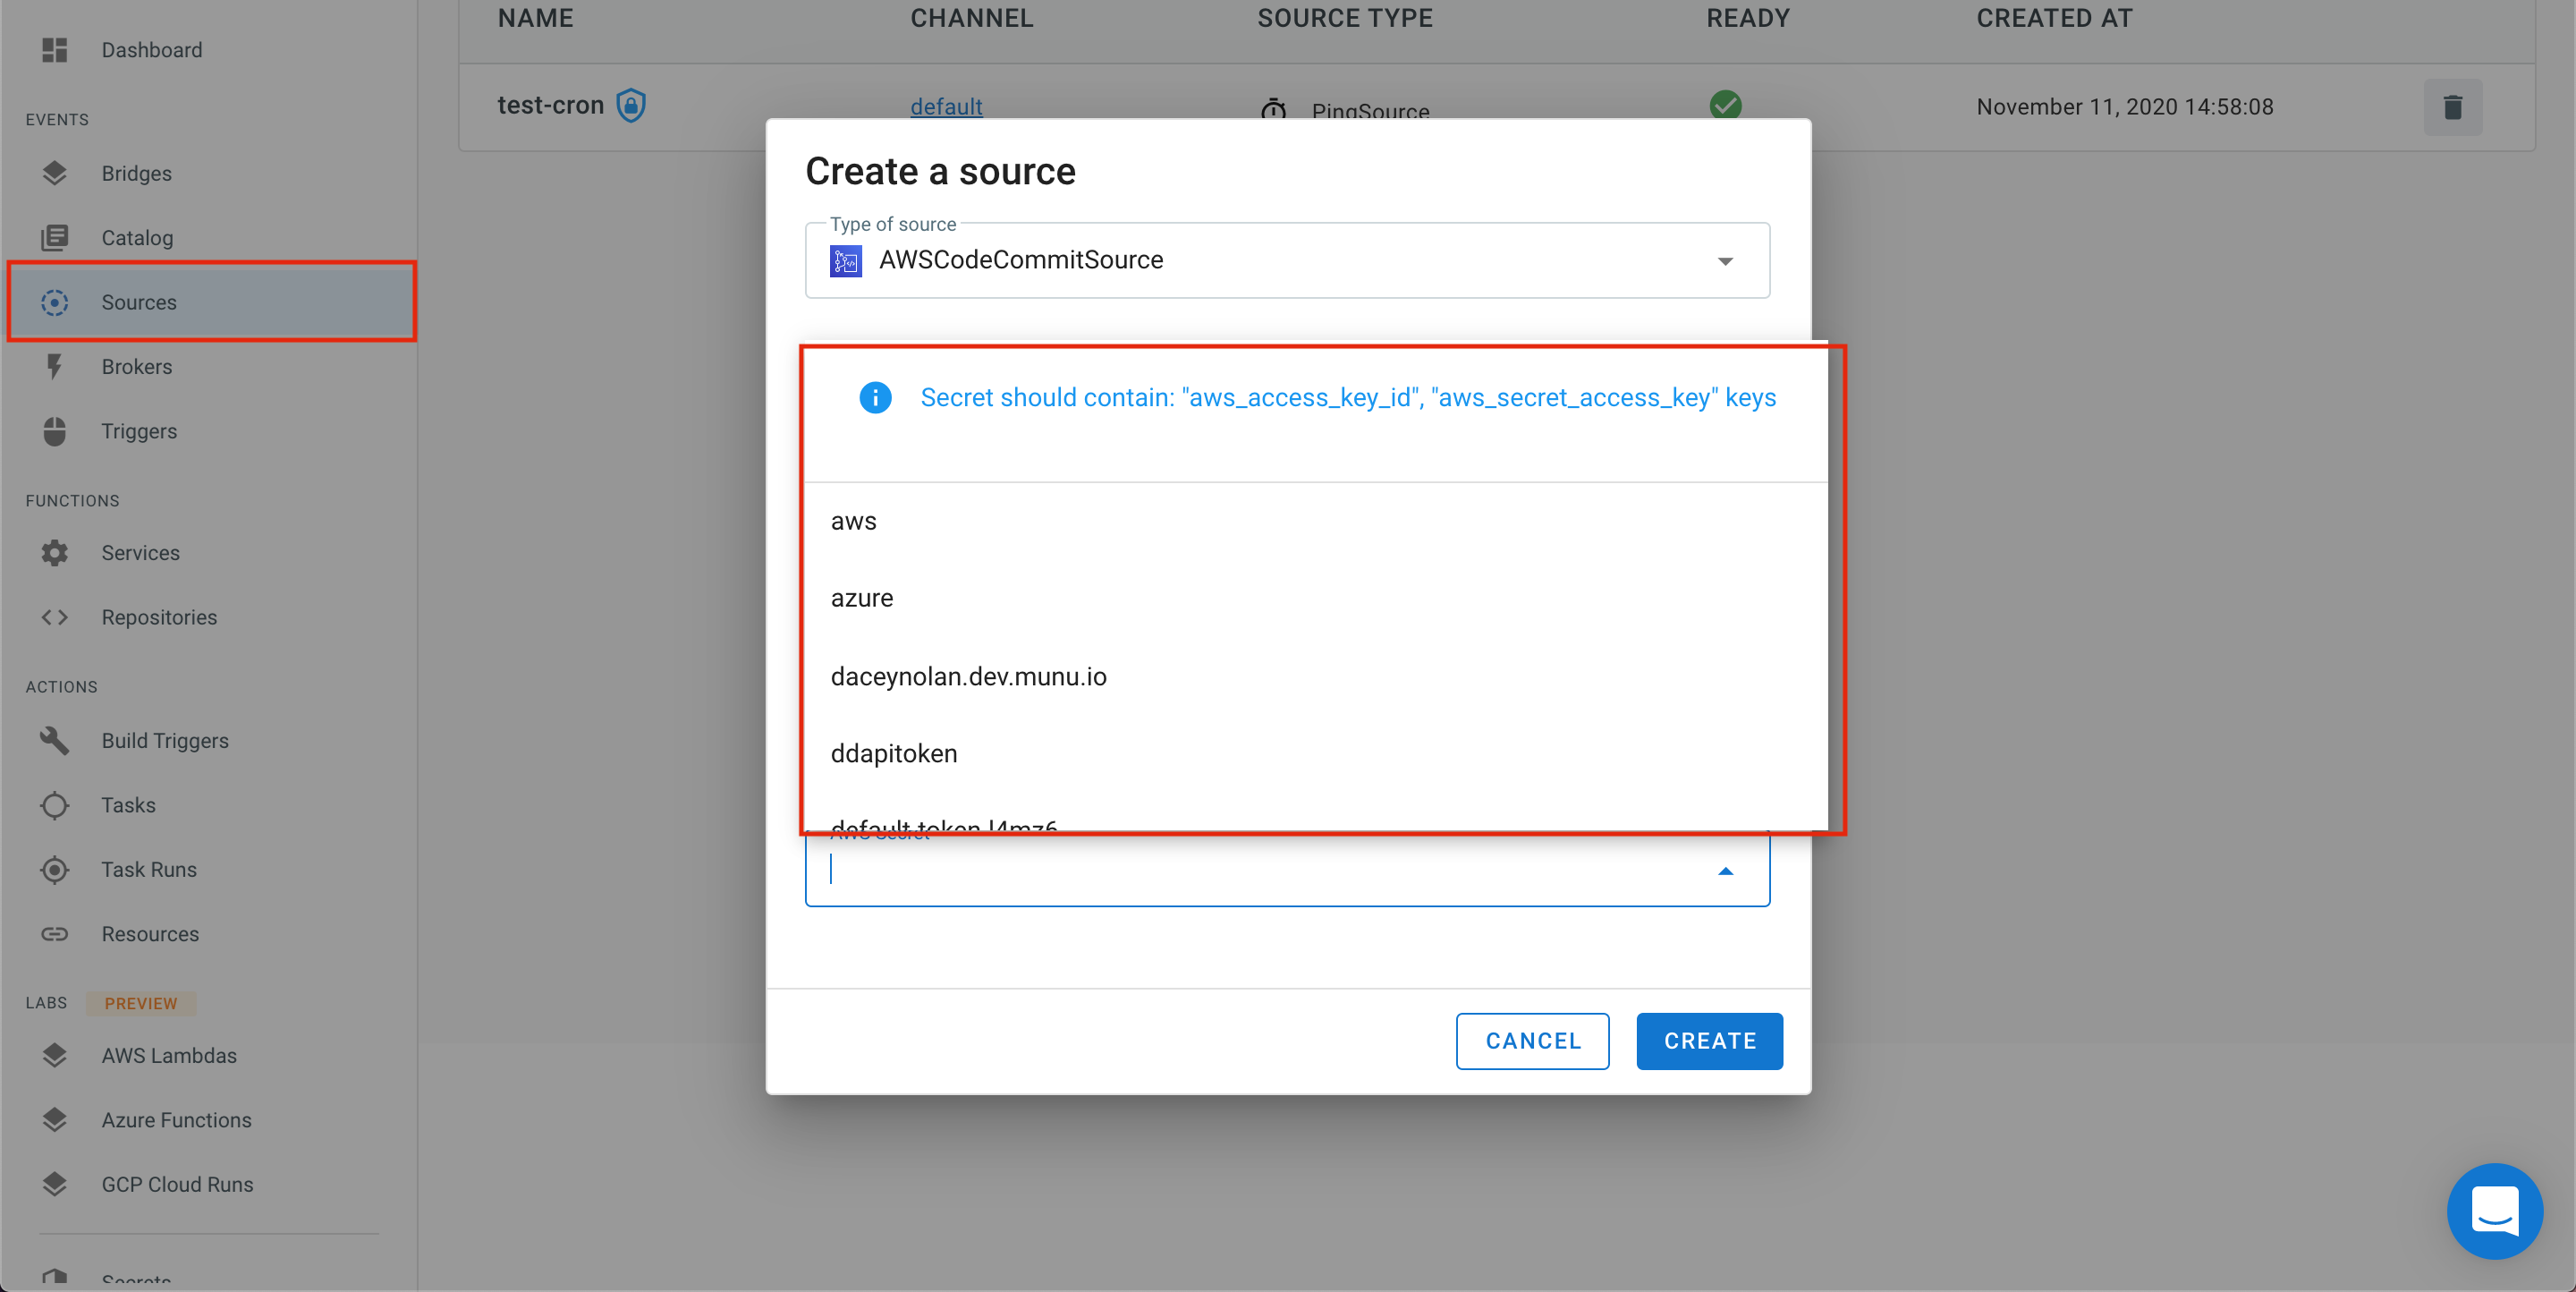 NAME CHANNEL SOURCE TYPE READY CREATED AT
test-cron default PingSource November 11, 2020 14:58:08
Dashboard
EVENTS
Bridges
Catalog
Sources
Brokers
Triggers
FUNCTIONS
Services
Repositories
ACTIONS
Build Triggers
Tasks
Task Runs
Resources
LABS PREVIEW
AWS Lambdas
Azure Functions
GCP Cloud Runs
Secrets
Create a source
Type of source
AWSCodeCommitSource
Secret should contain: "aws_access_key_id", "aws_secret_access_key" keys
aws
azure
daceynolan.dev.munu.io
ddapitoken
default-token-l4mz6
AWS Secret
CANCEL CREATE